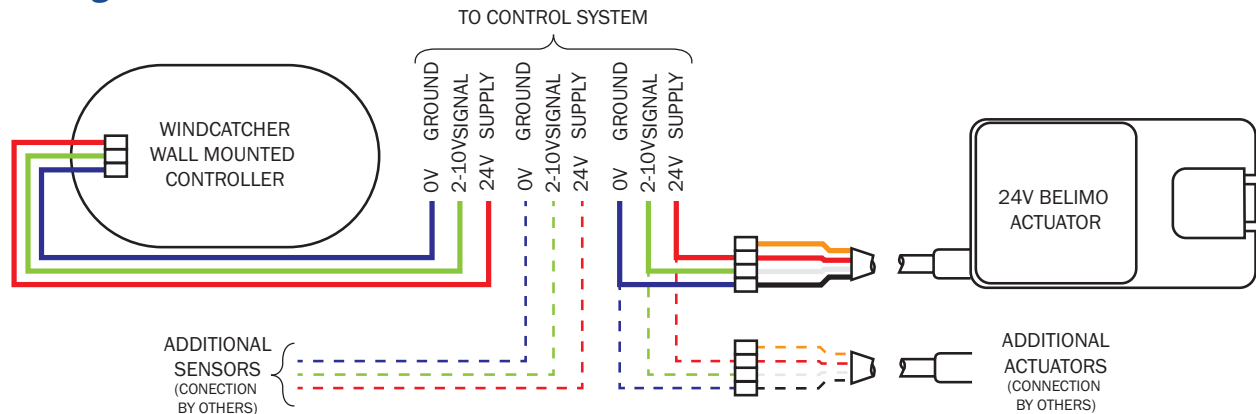 TO CONTROL SYSTEM
0V GROUND
2-10VSIGNAL
24V SUPPLY
0V GROUND
2-10VSIGNAL
24V SUPPLY
0V GROUND
2-10VSIGNAL
24V SUPPLY
WINDCATCHER
WALL MOUNTED
CONTROLLER
24V BELIMO
ACTUATOR
ADDITIONAL
SENSORS
(CONECTION
BY OTHERS)
ADDITIONAL
ACTUATORS
(CONNECTION
BY OTHERS)